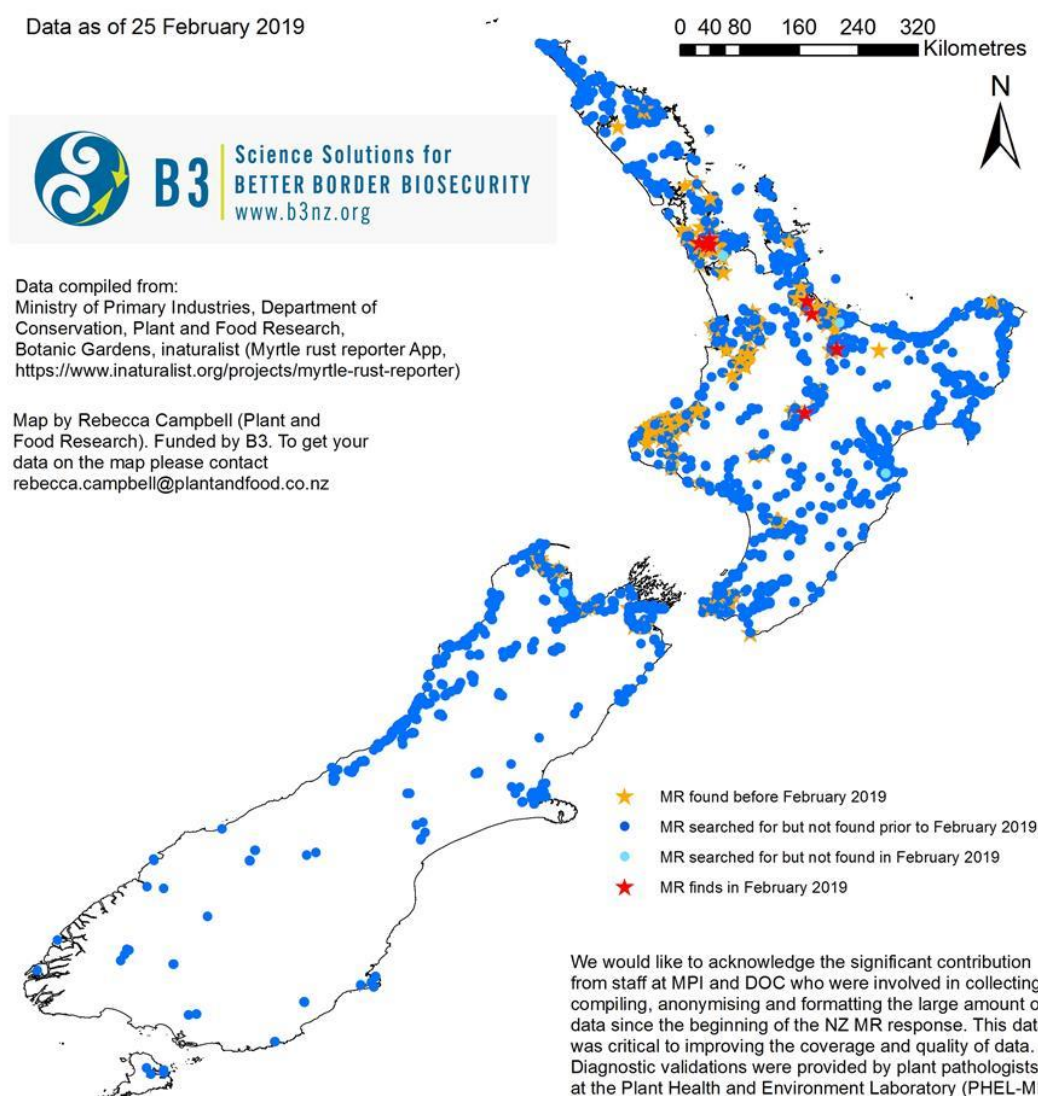 Data as of 25 February 2019
0 40 80 160 240 320
Kilometres
N
B3
Science Solutions for
BETTER BORDER BIOSECURITY
www.b3nz.org
Data compiled from:
Ministry of Primary Industries, Department of
Conservation, Plant and Food Research,
Botanic Gardens, inaturalist (Myrtle rust reporter App,
https://www.inaturalist.org/projects/myrtle-rust-reporter)
Map by Rebecca Campbell (Plant and
Food Research). Funded by B3. To get your
data on the map please contact
rebecca.campbell@plantandfood.co.nz
MR found before February 2019
MR searched for but not found prior to February 2019
MR searched for but not found in February 2019
MR finds in February 2019
We would like to acknowledge the significant contribution
from staff at MPI and DOC who were involved in collecting
compiling, anonymising and formatting the large amount o
data since the beginning of the NZ MR response. This dat
was critical to improving the coverage and quality of data.
Diagnostic validations were provided by plant pathologists
at the Plant Health and Environment Laboratory (PHEL-M